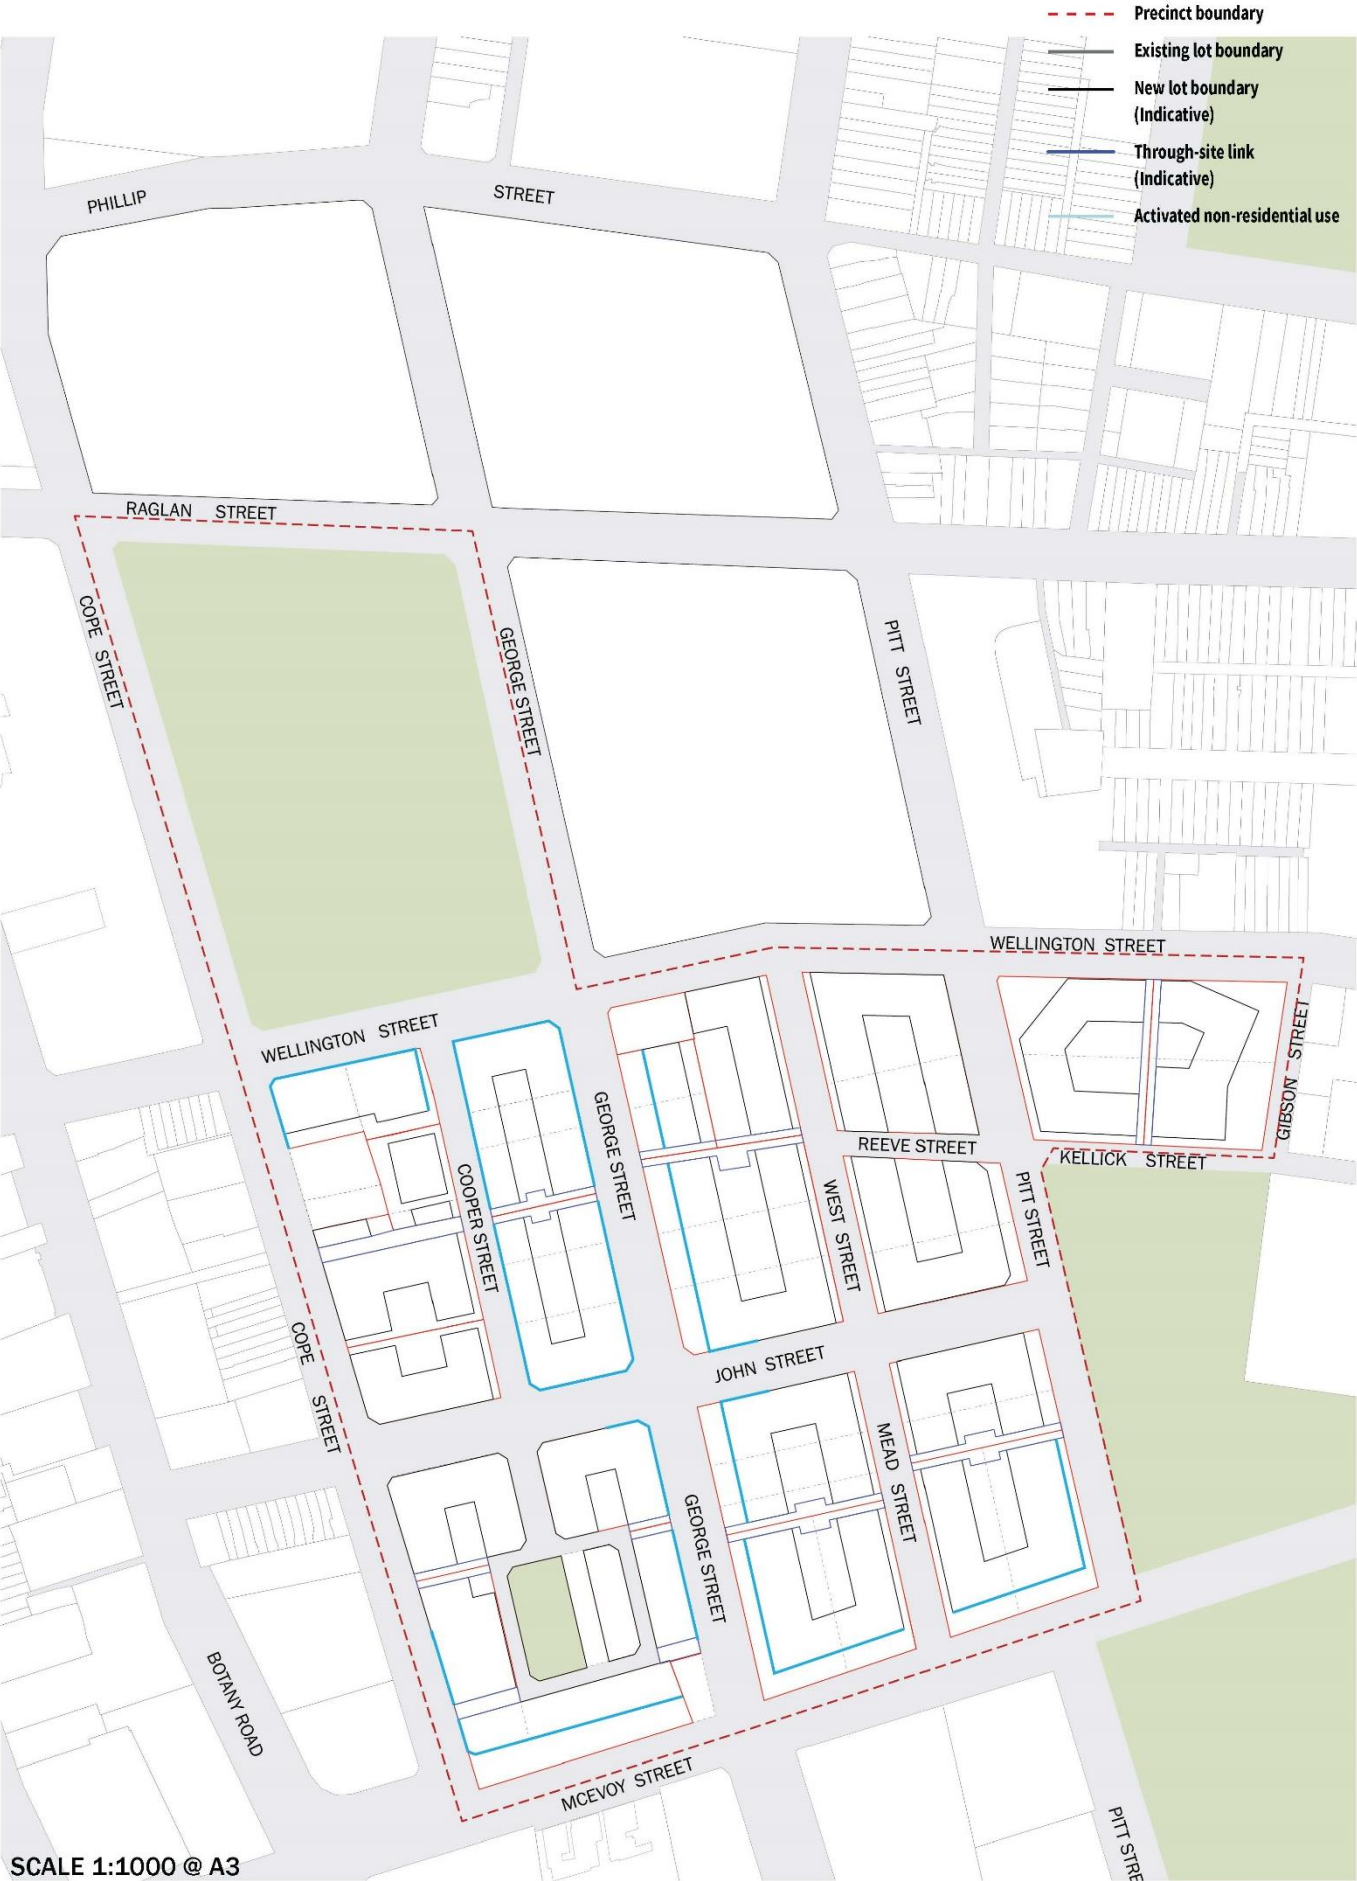 Precinct boundary
Existing lot boundary
New lot boundary
(Indicative)
Through-site link
(Indicative)
Activated non-residential use
PHILLIP STREET
RAGLAN STREET
COPE STREET
GEORGE STREET
PITT STREET
WELLINGTON STREET
WELLINGTON STREET
GIBSON STREET
GEORGE STREET
REEVE STREET
KELLICK STREET
COOPER STREET
WEST STREET
PITT STREET
COPE STREET
JOHN STREET
MEAD STREET
GEORGE STREET
BOTANY ROAD
MCEVOY STREET
PITT STRE
SCALE 1:1000 @ A3